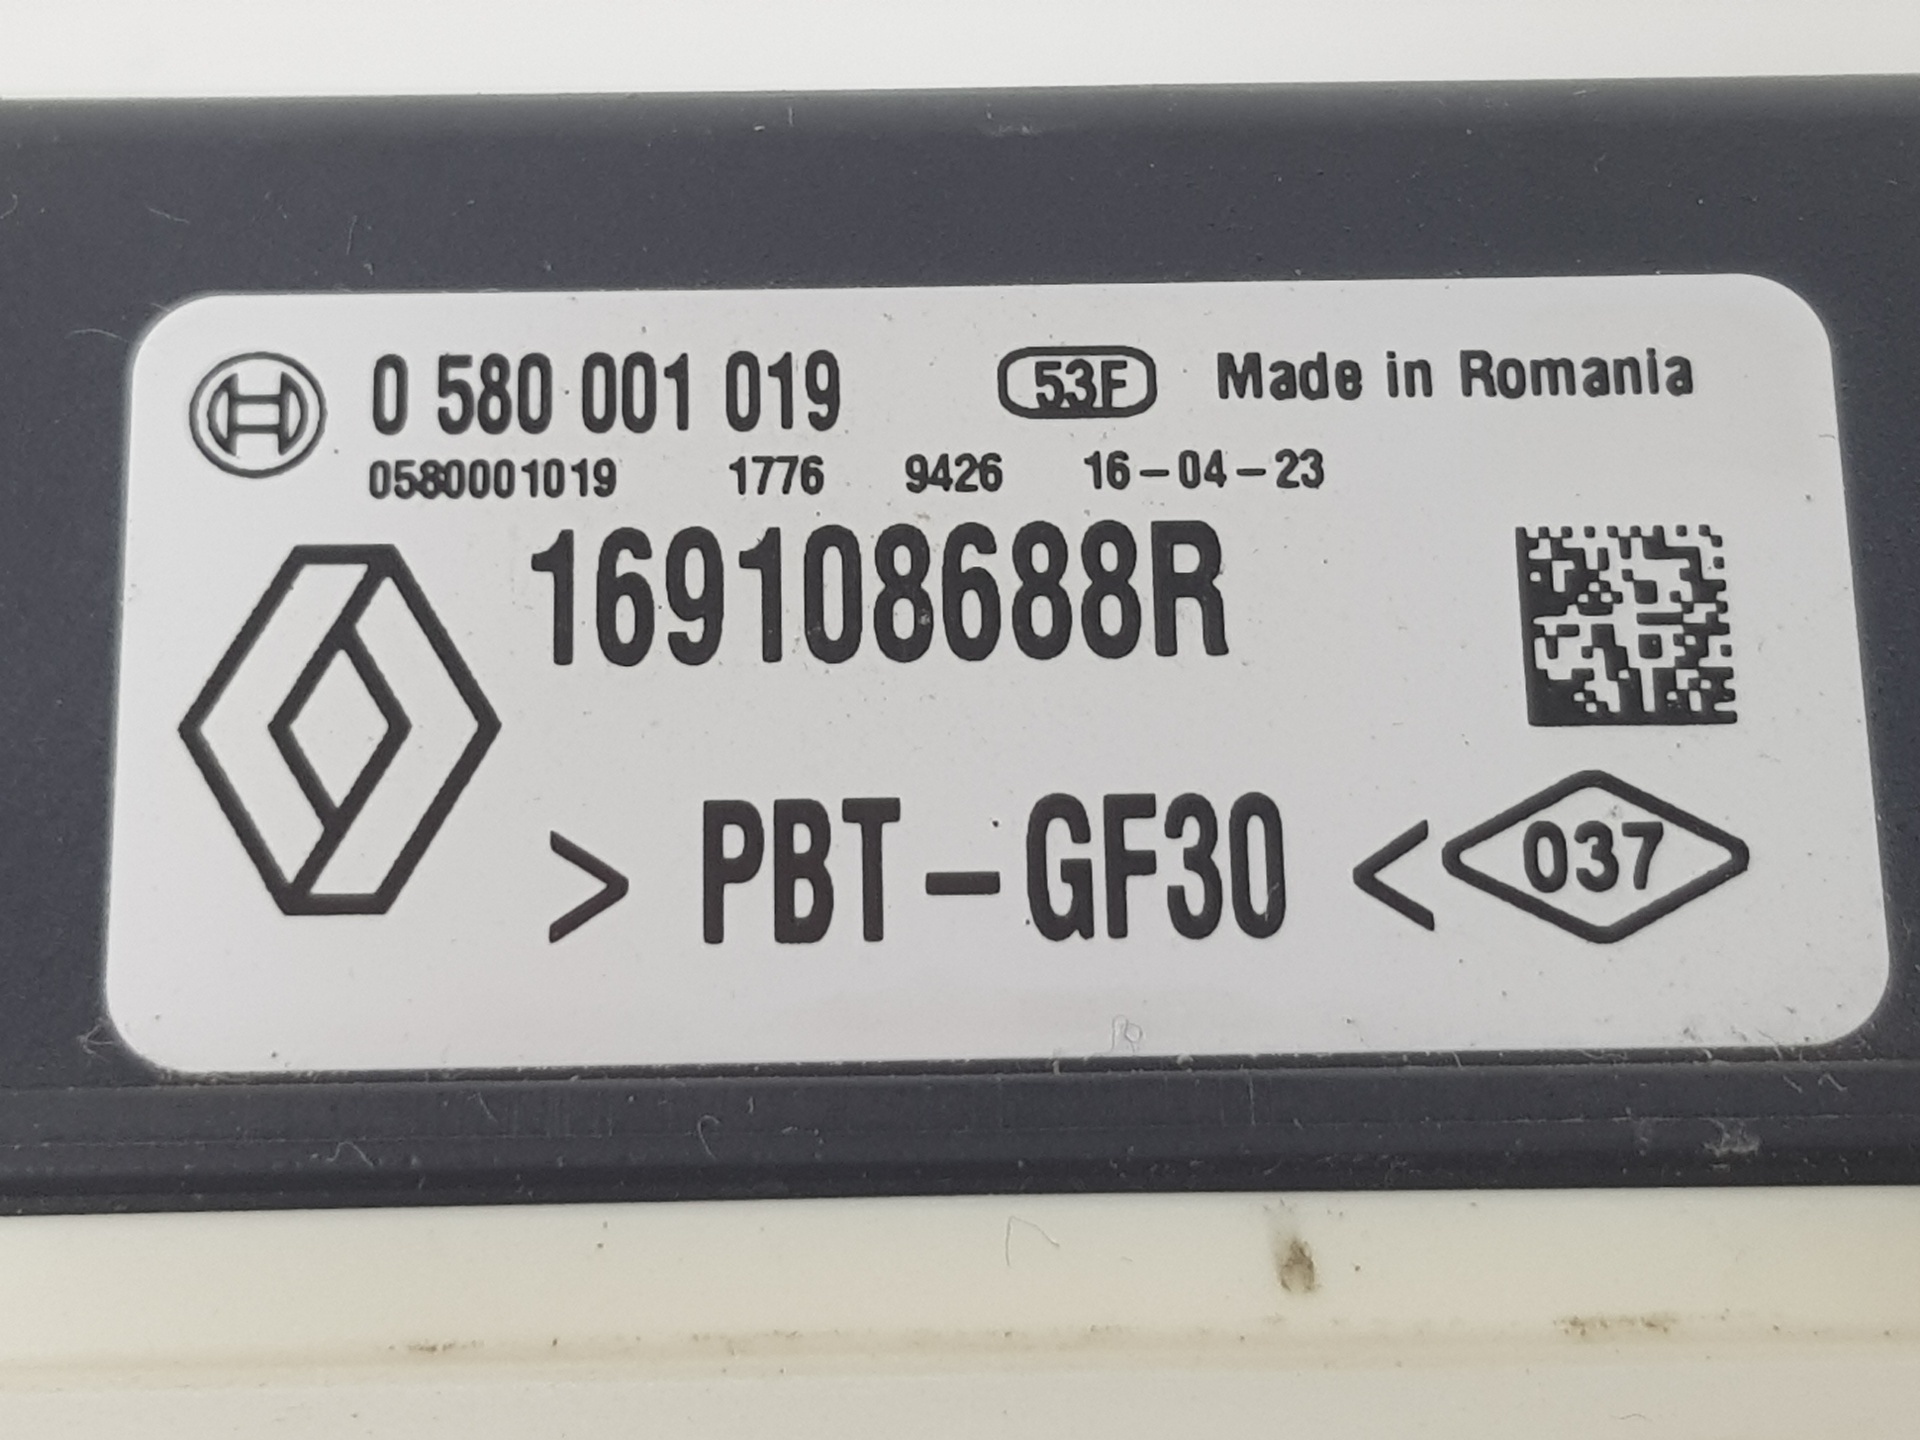 0 580 001 019 53F Made in Romania
0580001019 1776 9426 16-04-23
169108688R
> PBT-GF30 < 037